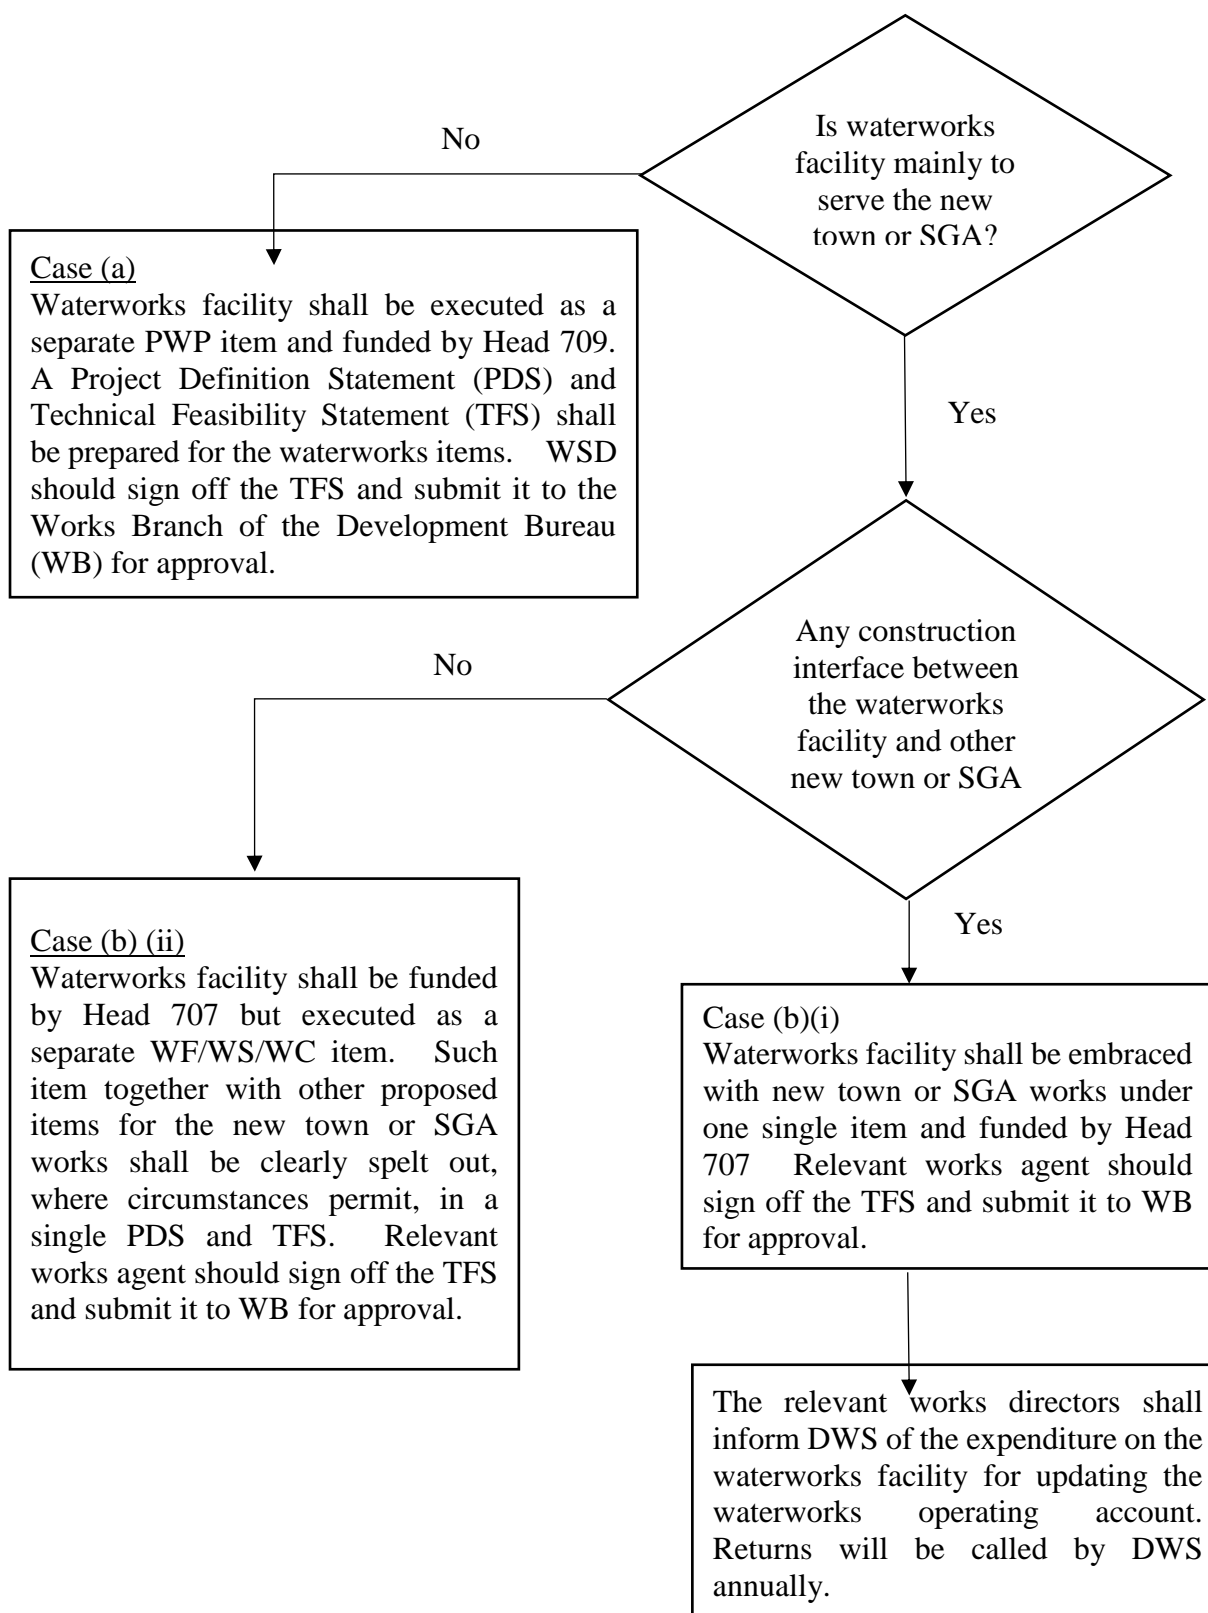 Is waterworks
facility mainly to
serve the new
town or SGA?
No
Yes
Case (a)
Waterworks facility shall be executed as a
separate PWP item and funded by Head 709.
A Project Definition Statement (PDS) and
Technical Feasibility Statement (TFS) shall
be prepared for the waterworks items. WSD
should sign off the TFS and submit it to the
Works Branch of the Development Bureau
(WB) for approval.
Any construction
interface between
the waterworks
facility and other
new town or SGA
No
Yes
Case (b) (ii)
Waterworks facility shall be funded
by Head 707 but executed as a
separate WF/WS/WC item. Such
item together with other proposed
items for the new town or SGA
works shall be clearly spelt out,
where circumstances permit, in a
single PDS and TFS. Relevant
works agent should sign off the TFS
and submit it to WB for approval.
Case (b)(i)
Waterworks facility shall be embraced
with new town or SGA works under
one single item and funded by Head
707 Relevant works agent should
sign off the TFS and submit it to WB
for approval.
The relevant works directors shall
inform DWS of the expenditure on the
waterworks facility for updating the
waterworks operating account.
Returns will be called by DWS
annually.